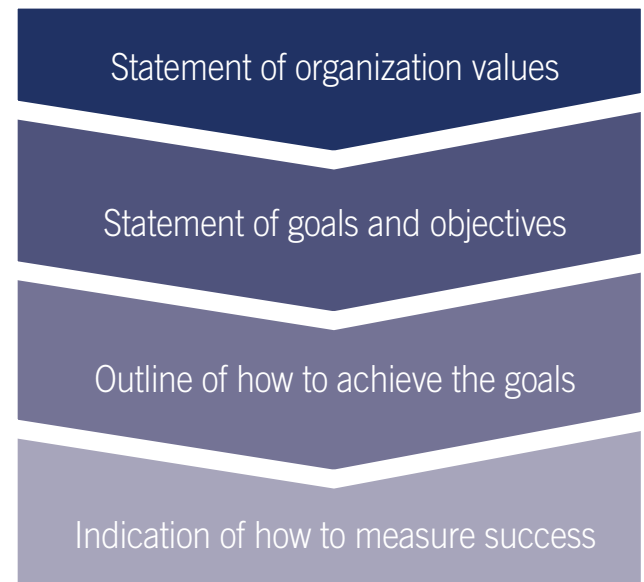 Statement of organization values
Statement of goals and objectives
Outline of how to achieve the goals
Indication of how to measure success